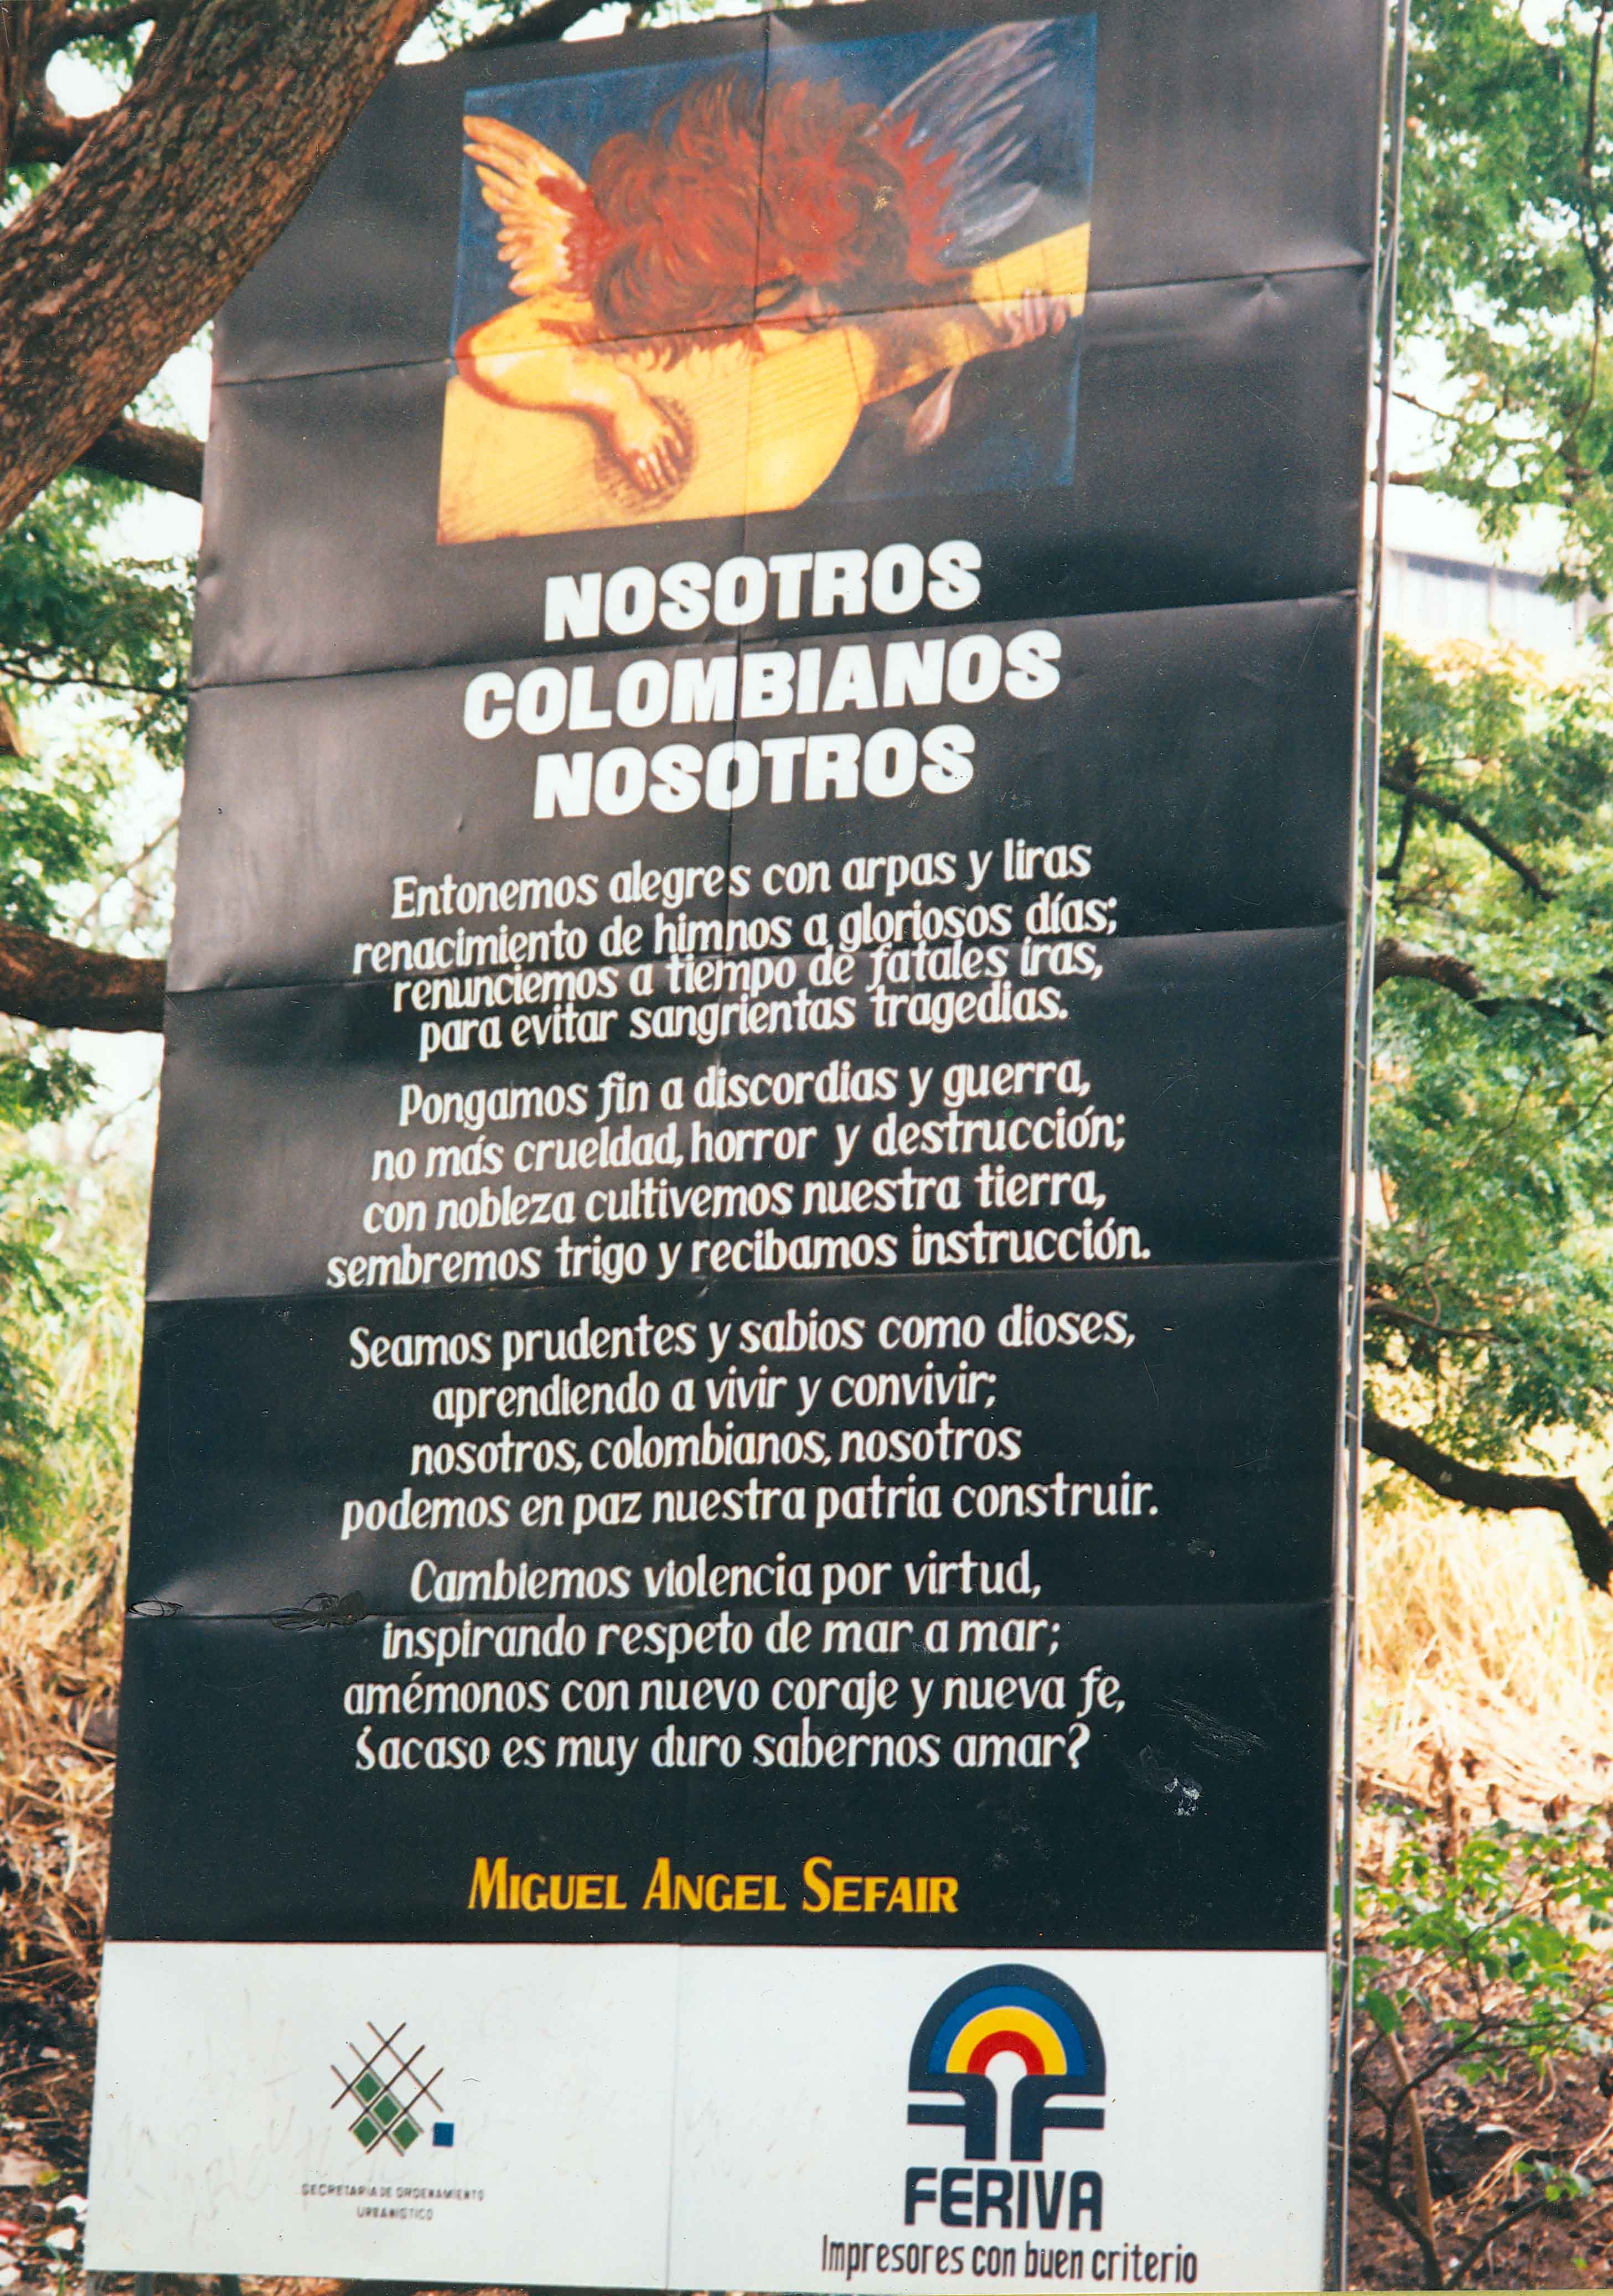 NOSOTROS
COLOMBIANOS
NOSOTROS
Entonemos alegres con arpas y liras
renacimiento de himnos a gloriosos días;
renunciemos a tiempo de fatales iras,
para evitar sangrientas tragedias.
Pongamos fin a discordias y guerra,
no más crueldad, horror y destrucción;
con nobleza cultivemos nuestra tierra,
sembremos trigo y recibamos instrucción.
Seamos prudentes y sabios como dioses,
aprendiendo a vivir y convivir;
nosotros, colombianos, nosotros
podemos en paz nuestra patria construir.
Cambiemos violencia por virtud,
inspirando respeto de mar a mar;
amémonos con nuevo coraje y nueva fe,
¿acaso es muy duro sabernos amar?
MIGUEL ANGEL SEFAIR
SECRETARIA DE ORDENAMIENTO
URBANISTICO
FERIVA
Impresores con buen criterio